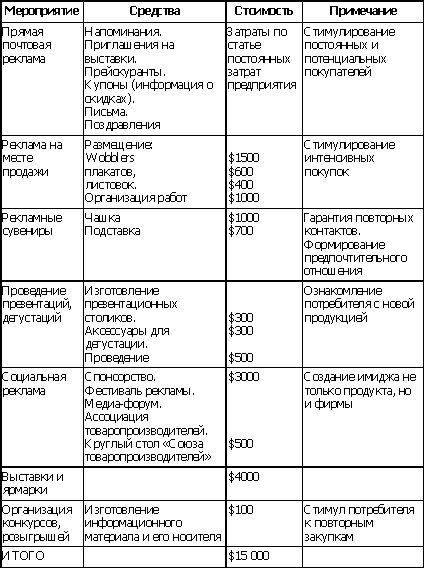 Мероприятие Средства Стоимость Примечание
Прямая почтовая реклама
Напоминания.
Приглашения на
выставки.
Прейскуранты.
Купоны (информация о
скидках).
Письма.
Поздравления
Затраты по
статье
постоянных
затрат
предприятия
Стимулирование
постоянных и
потенциальных
покупателей
Реклама на
месте
продажи
Размещение:
Wobblers
плакатов,
листовок.
Организация работ
$1500
$600
$400
$1000
Стимулирование
интенсивных
покупок
Рекламные
сувениры
Чашка
Подставка
$1000
$700
Гарантия повторных
контактов.
Формирование
предпочтительного
отношения
Проведение
презентаций,
дегустаций
Изготовление
презентационных
столиков.
Аксессуары для
дегустации.
Проведение
$300
$300
$500
Ознакомление
потребителя с новой
продукцией
Социальная
реклама
Спонсорство.
Фестиваль рекламы.
Медиа-форум.
Ассоциация
товаропроизводителей.
Круглый стол «Союза
товаропроизводителей»
$3000
$500
Создание имиджа не
только продукта, но
и фирмы
Выставки и
ярмарки
$4000
Организация
конкурсов,
розыгрышей
Изготовление
информационного
материала и его носителя
$100
Стимул потребителя
к повторным
закупкам
ИТОГО $15 000